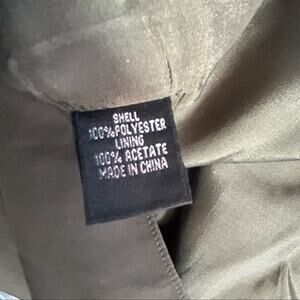 SHELL
100%POLYESTER
LINING
100% ACETATE
MADE IN CHINA